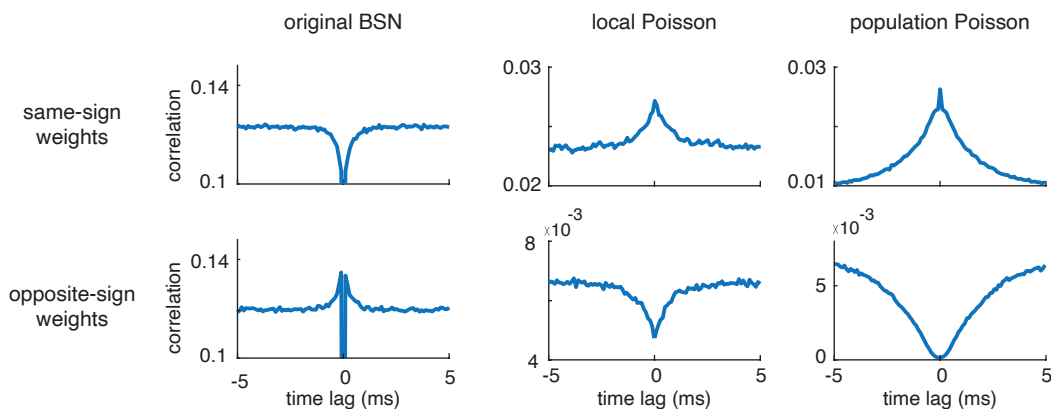 original BSN
local Poisson
population Poisson
same-sign
weights
correlation
0.14
0.1
0.03
0.02
0.03
0.01
opposite-sign
weights
correlation
0.14
0.1
-5
0
5
time lag (ms)
×10⁻³
8
4
-5
0
5
time lag (ms)
×10⁻³
5
0
-5
0
5
time lag (ms)